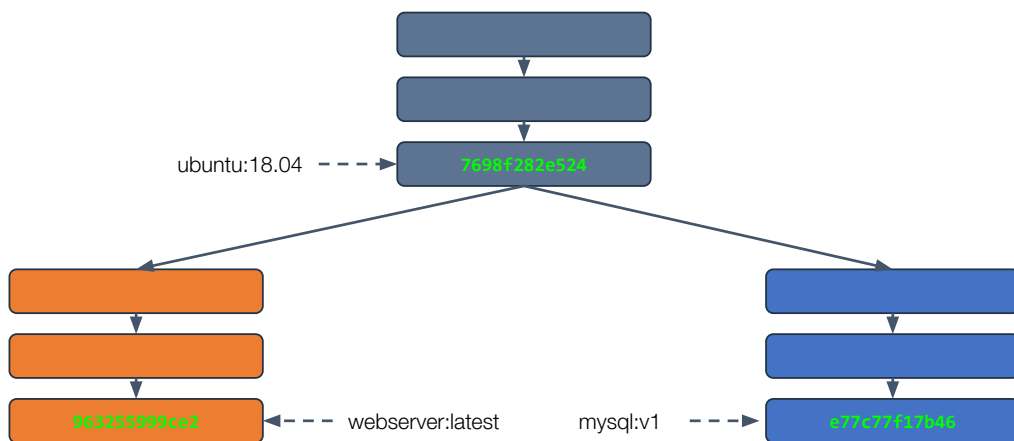 ubuntu:18.04
7698f282e524
963255999ce2
webserver:latest
mysql:v1
e77c77f17b46